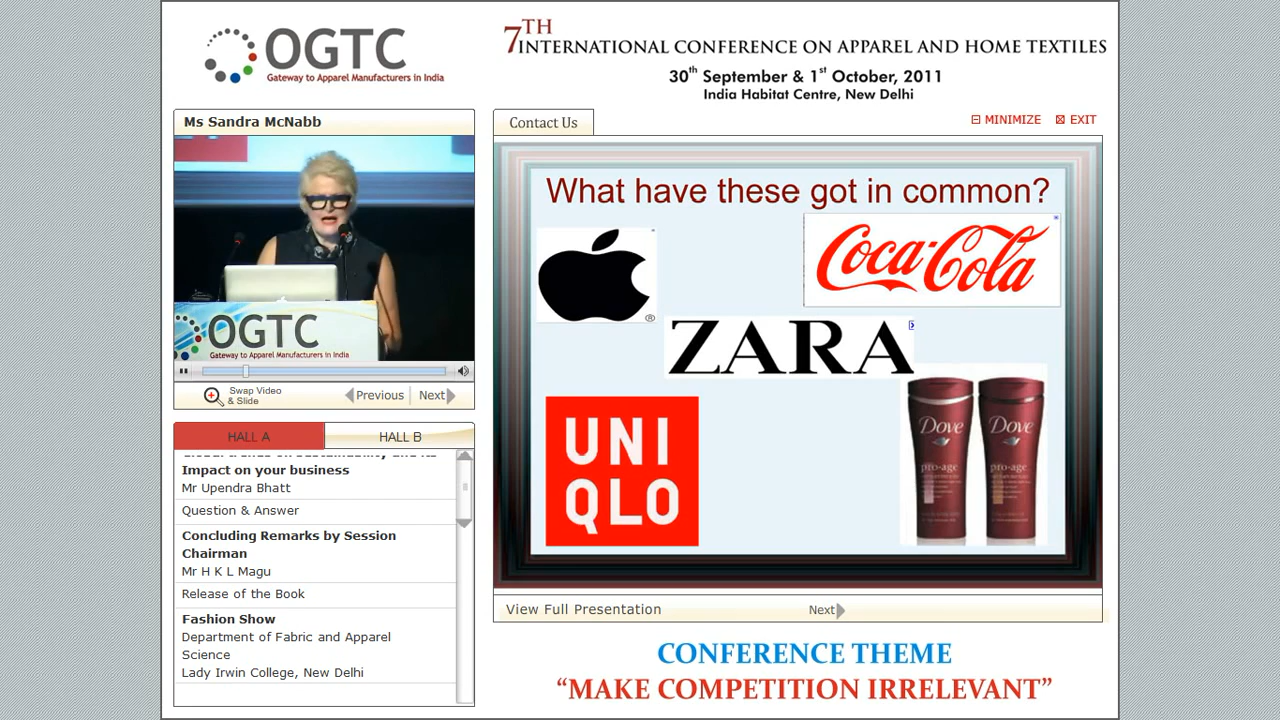 OGTC
Gateway to Apparel Manufacturers in India
7TH INTERNATIONAL CONFERENCE ON APPAREL AND HOME TEXTILES
30th September & 1st October, 2011
India Habitat Centre, New Delhi
Ms Sandra McNabb
OGTC
Gateway to Apparel Manufacturers in India
Swap Video
& Slide
Previous
Next
HALL A
HALL B
Impact on your business
Mr Upendra Bhatt
Question & Answer
Concluding Remarks by Session
Chairman
Mr H K L Magu
Release of the Book
Fashion Show
Department of Fabric and Apparel
Science
Lady Irwin College, New Delhi
Contact Us
MINIMIZE
EXIT
What have these got in common?
®
Coca-Cola
ZARA
UNI
QLO
Dove
pro·age
Dove
pro·age
View Full Presentation
Next
CONFERENCE THEME
“MAKE COMPETITION IRRELEVANT”